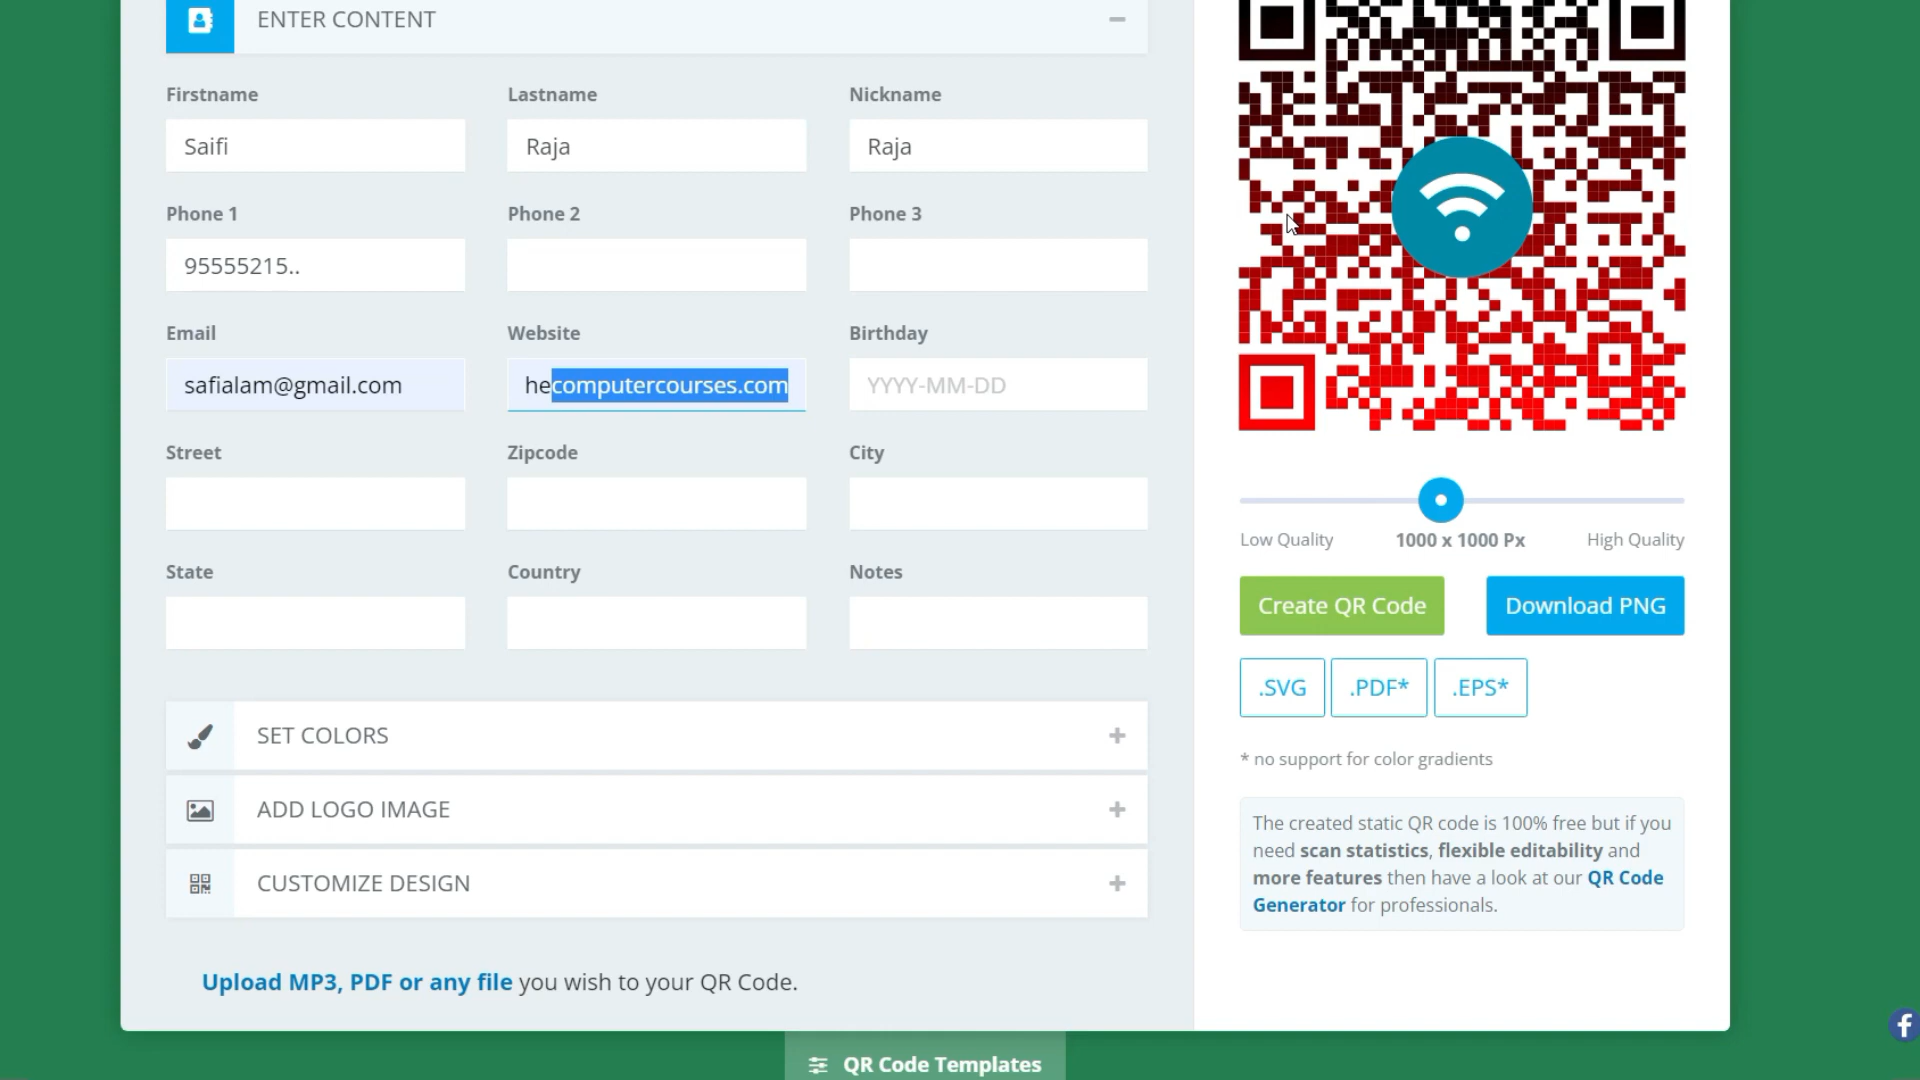 ENTER CONTENT
Firstname
Lastname
Nickname
Saifi
Raja
Raja
Phone 1
Phone 2
Phone 3
95555215..
Email
Website
Birthday
safialam@gmail.com
hecomputercourses.com
YYYY-MM-DD
Street
Zipcode
City
State
Country
Notes
SET COLORS
ADD LOGO IMAGE
CUSTOMIZE DESIGN
Upload MP3, PDF or any file you wish to your QR Code.
Low Quality
1000 x 1000 Px
High Quality
Create QR Code
Download PNG
.SVG
.PDF*
.EPS*
* no support for color gradients
The created static QR code is 100% free but if you
need scan statistics, flexible editability and
more features then have a look at our QR Code
Generator for professionals.
QR Code Templates